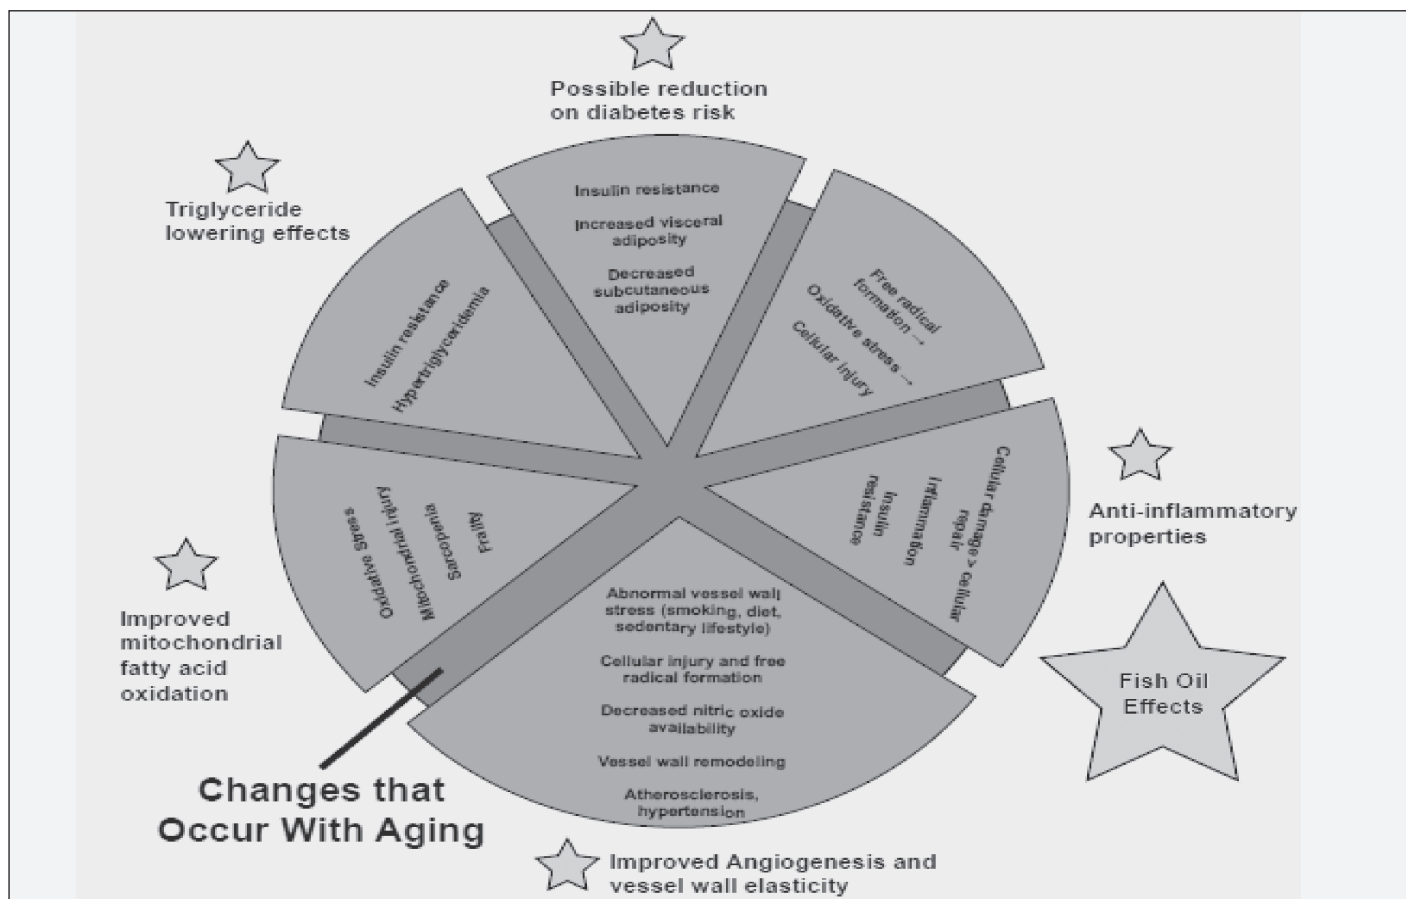 Possible reduction
on diabetes risk
Triglyceride
lowering effects
Insulin resistance
Increased visceral
adiposity
Decreased
subcutaneous
adiposity
Free radical
formation →
Oxidative stress →
Cellular injury
Insulin resistance
Hypertriglyceridemia
Cellular damage > cellular
repair
Inflammation
Insulin
resistance
Anti-inflammatory
properties
Oxidative Stress
Mitochondrial injury
Sarcopenia
Frailty
Improved
mitochondrial
fatty acid
oxidation
Abnormal vessel wall
stress (smoking, diet,
sedentary lifestyle)
Cellular injury and free
radical formation
Decreased nitric oxide
availability
Vessel wall remodeling
Atherosclerosis,
hypertension
Fish Oil
Effects
Changes that
Occur With Aging
Improved Angiogenesis and
vessel wall elasticity